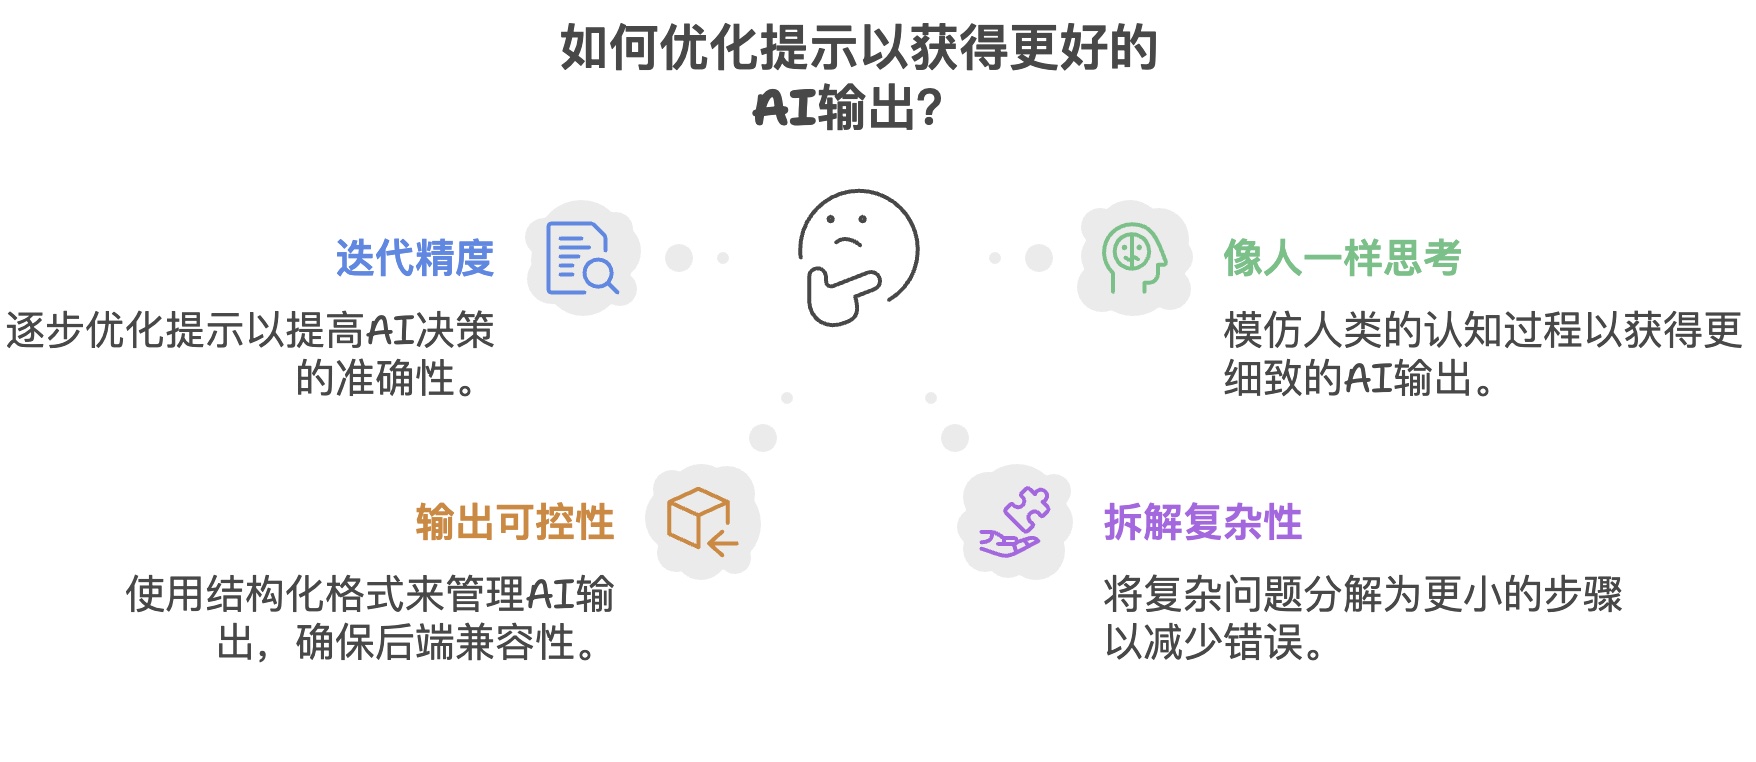 如何优化提示以获得更好的
AI输出？
迭代精度
逐步优化提示以提高AI决策
的准确性。
像人一样思考
模仿人类的认知过程以获得更
细致的AI输出。
输出可控性
使用结构化格式来管理AI输
出，确保后端兼容性。
拆解复杂性
将复杂问题分解为更小的步骤
以减少错误。